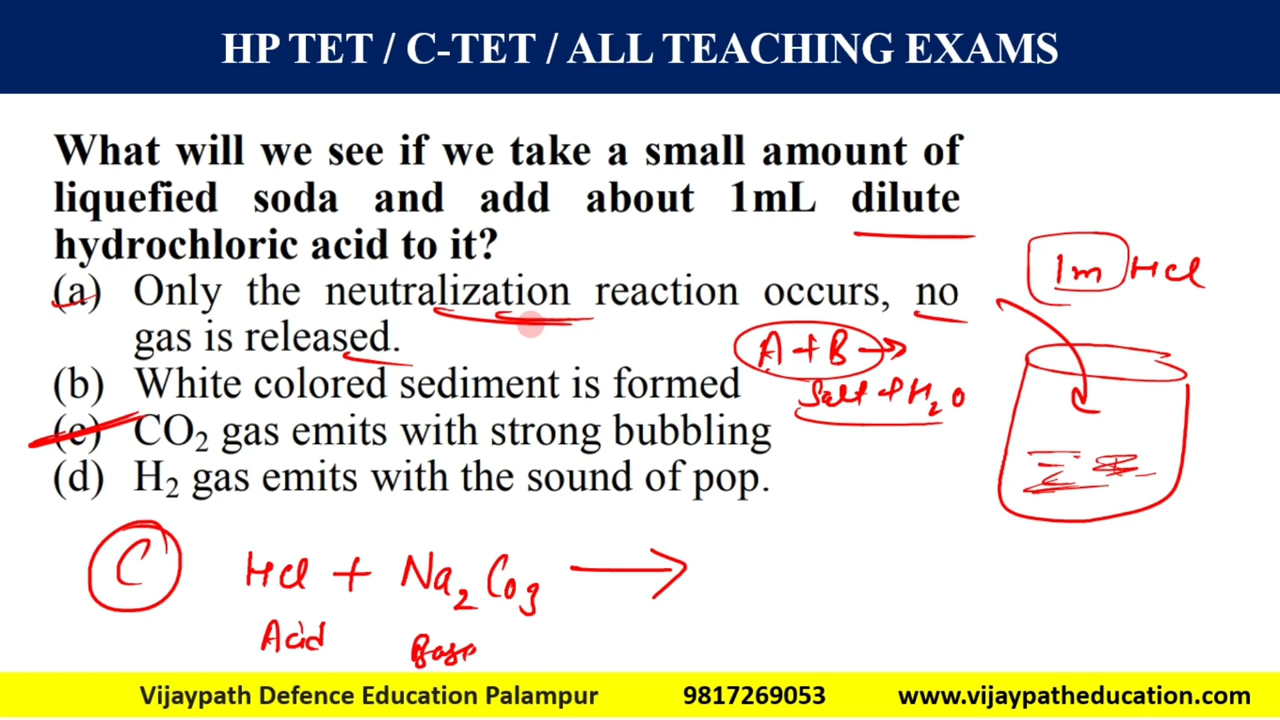 HP TET / C-TET / ALL TEACHING EXAMS
What will we see if we take a small amount of
liquefied soda and add about 1mL dilute
hydrochloric acid to it?
(a) Only the neutralization reaction occurs, no
gas is released.
(b) White colored sediment is formed
(c) CO₂ gas emits with strong bubbling
(d) H₂ gas emits with the sound of pop.
1m HCl
A + B →
Salt + H₂O
C
HCl + Na₂CO₃ →
Acid Base
Vijaypath Defence Education Palampur 9817269053 www.vijaypatheducation.com